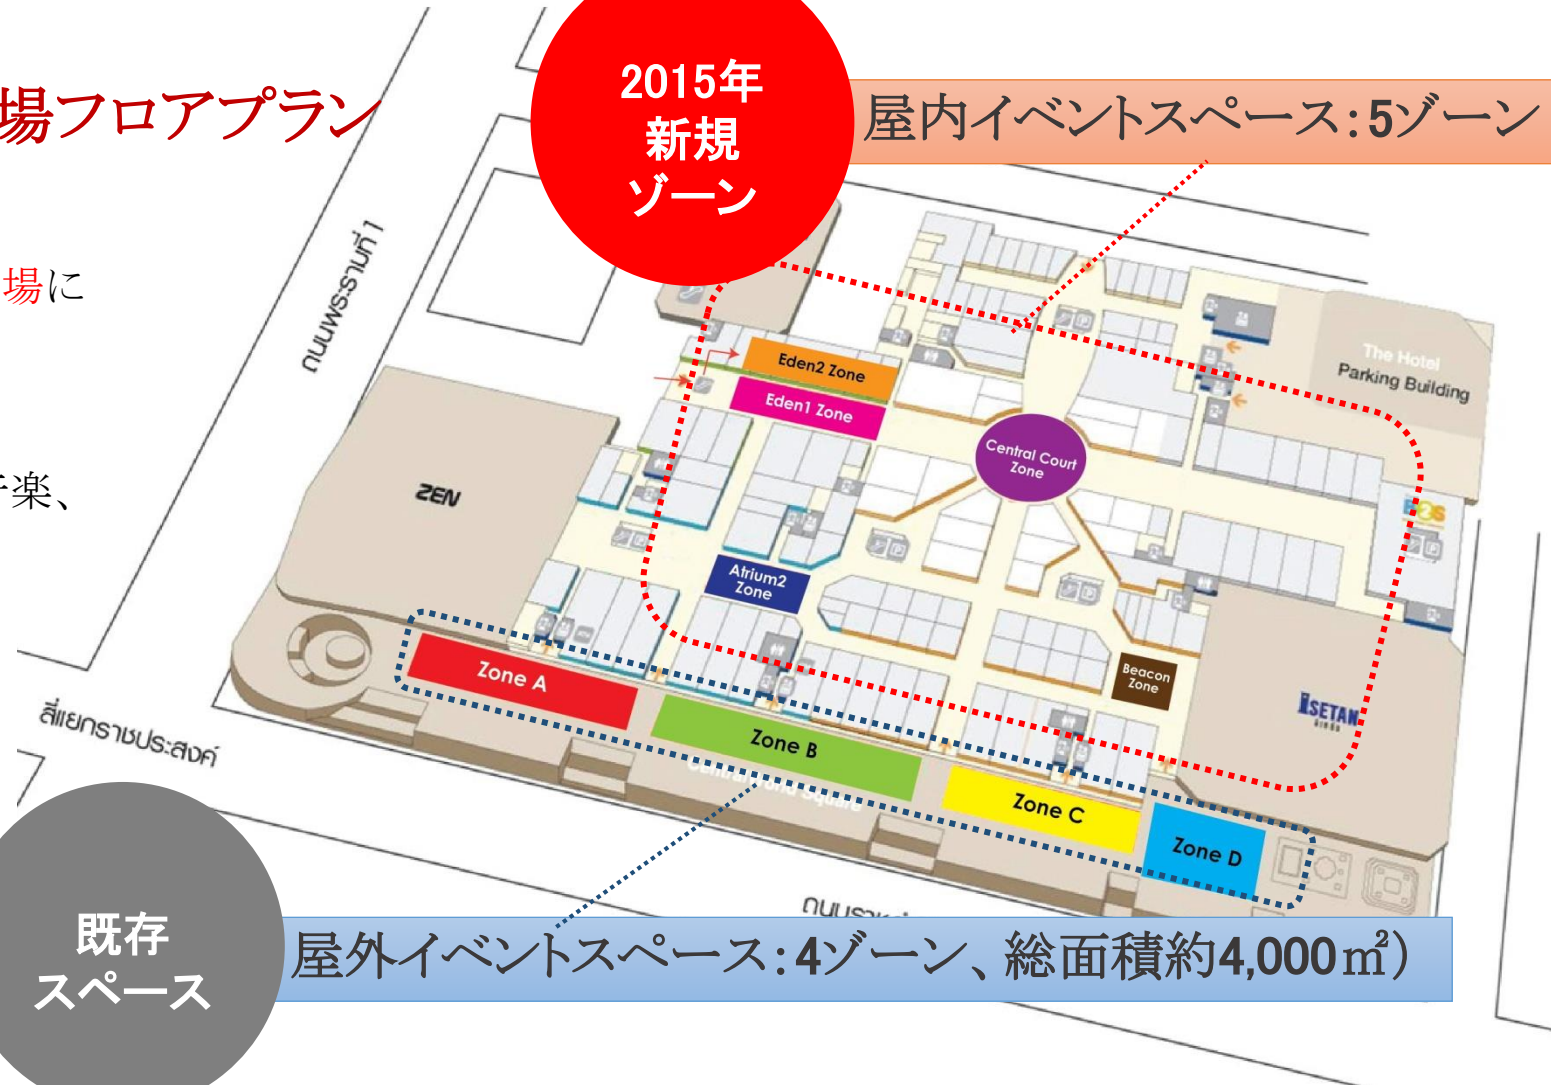 場フロアプラン
2015年
新規
ゾーン
屋内イベントスペース：5ゾーン
場に
楽、
ถนนพระรามที่ 1
The Hotel
Parking Building
Eden2 Zone
Eden1 Zone
Central Court
Zone
ZEN
B2S
Atrium2
Zone
Beacon
Zone
ISETAN
Zone A
Zone B
Zone C
Zone D
สี่แยกราชประสงค์
既存
スペース
屋外イベントスペース：4ゾーン、総面積約4,000㎡）